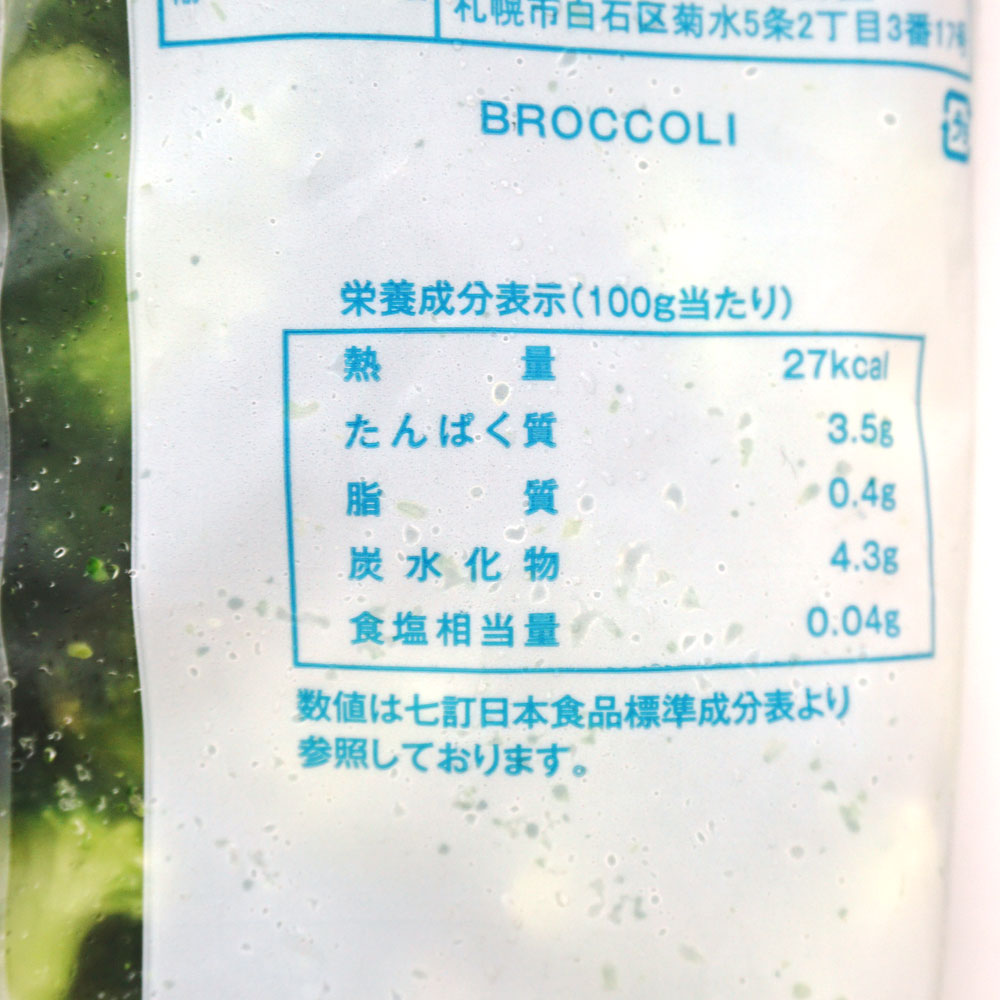 札幌市白石区菊水5条2丁目3番17号
BROCCOLI
栄養成分表示(100g当たり)
熱量 27kcal
たんぱく質 3.5g
脂質 0.4g
炭水化物 4.3g
食塩相当量 0.04g
数値は七訂日本食品標準成分表より
参照しております。